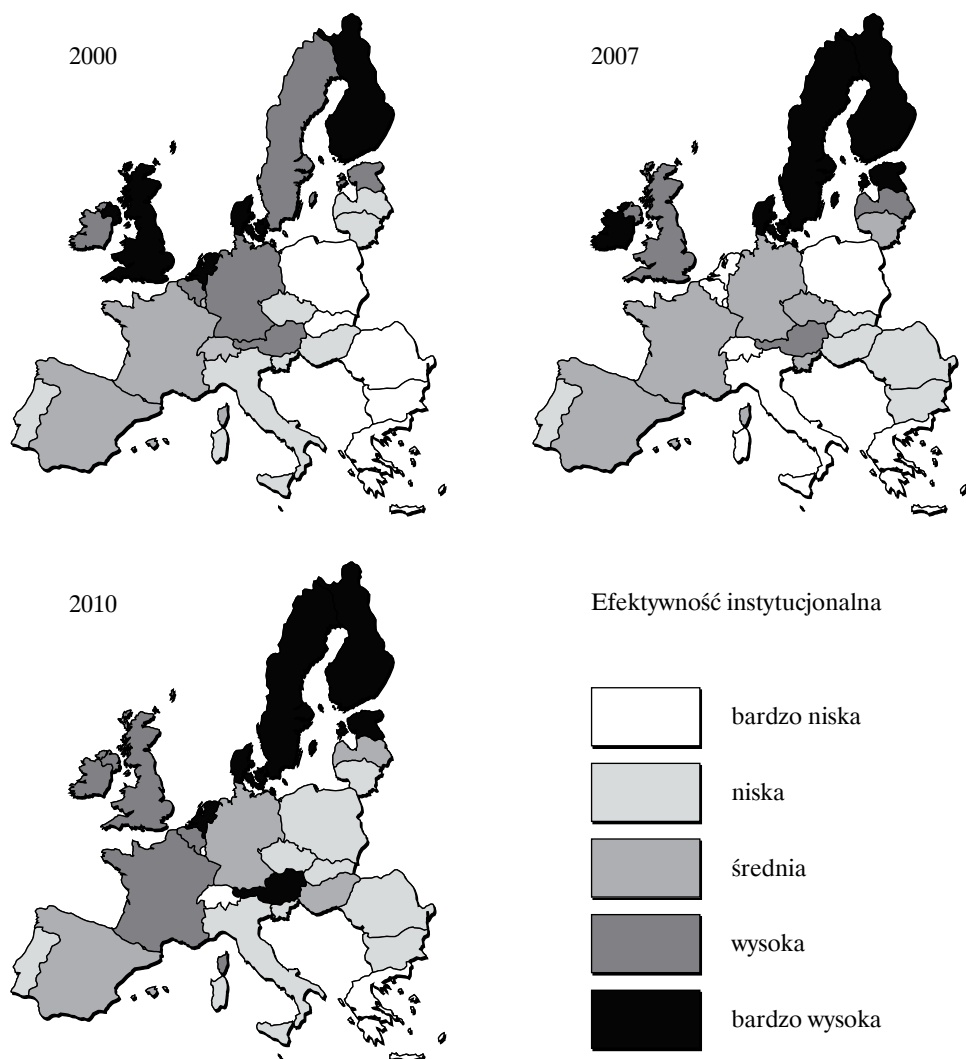 2000
2007
2010
Efektywność instytucjonalna
bardzo niska
niska
średnia
wysoka
bardzo wysoka